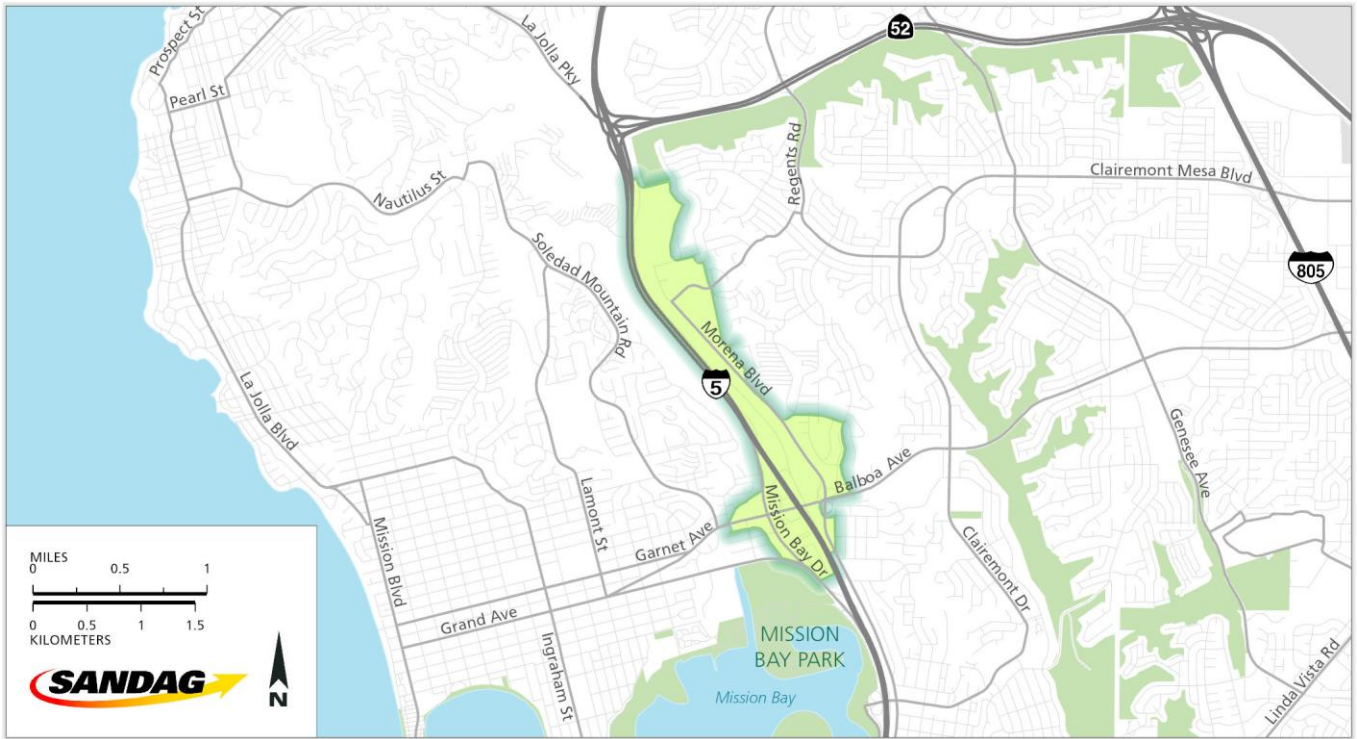 Prospect St
Pearl St
La Jolla Pky
52
Regents Rd
Clairemont Mesa Blvd
Nautilus St
Soledad Mountain Rd
805
Morena Blvd
5
La Jolla Blvd
Genesee Ave
Balboa Ave
Lamont St
Mission Bay Dr
Mission Blvd
Garnet Ave
Clairemont Dr
Grand Ave
Ingraham St
MISSION
BAY PARK
Mission Bay
Linda Vista Rd
MILES
0 0.5 1
0 0.5 1 1.5
KILOMETERS
SANDAG
N